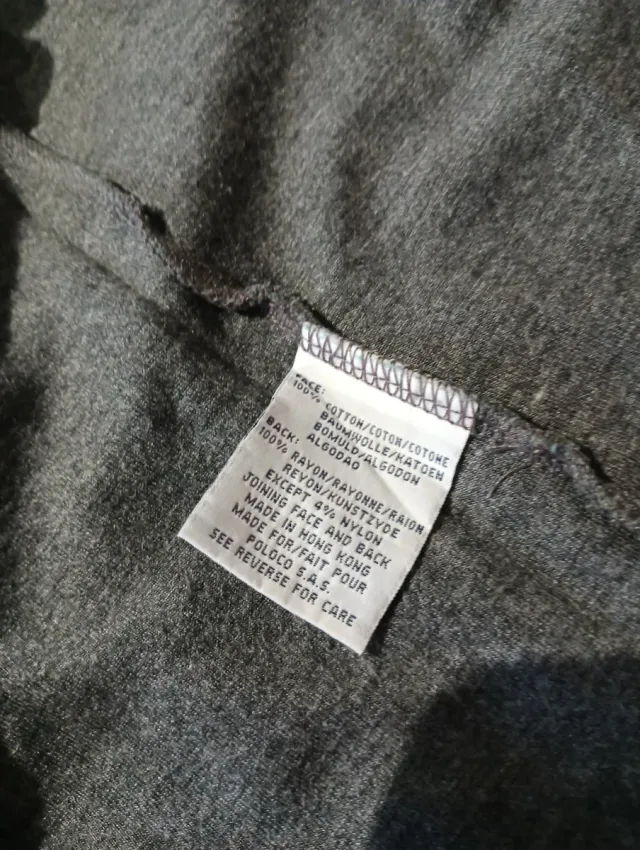 FACE:
100% COTTON/COTON/COTONE
BAUMWOLLE/KATOEN
BOMULD/ALGODON
ALGODAO
BACK:
100% RAYON/RAYONNE/RAION
REYON/KUNSTZYDE
EXCEPT 4% NYLON
JOINING FACE AND BACK
MADE IN HONG KONG
MADE FOR/FAIT POUR
POLOCO S.A.S.
SEE REVERSE FOR CARE